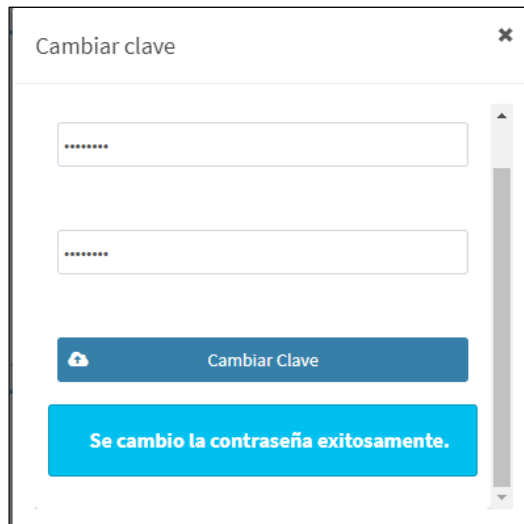 Cambiar clave
••••••••
••••••••
Cambiar Clave
Se cambio la contraseña exitosamente.